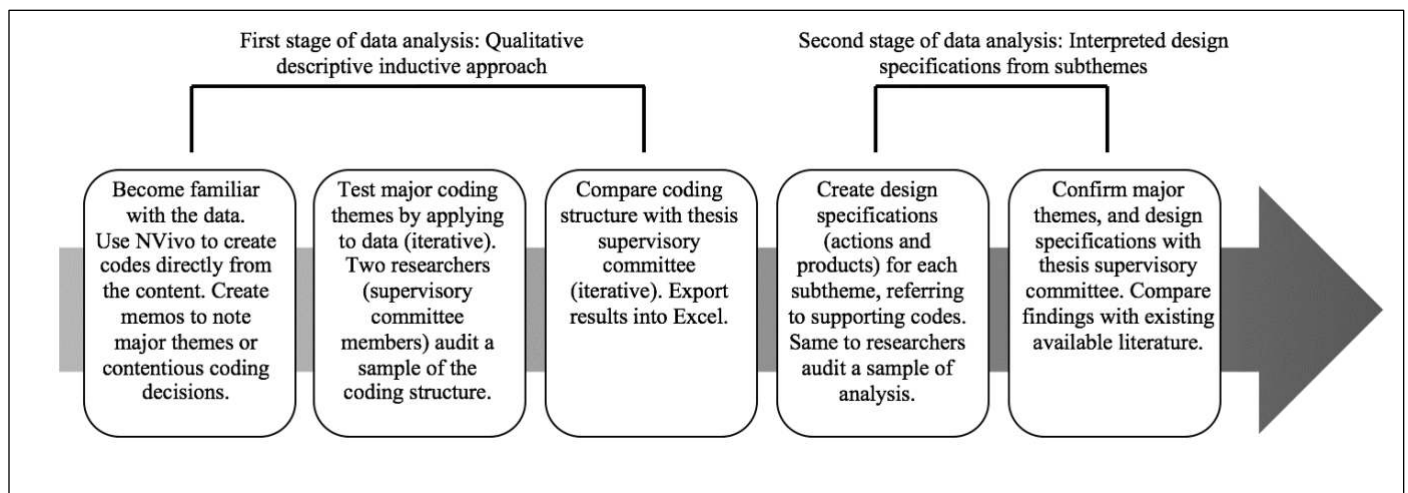 First stage of data analysis: Qualitative
descriptive inductive approach
Second stage of data analysis: Interpreted design
specifications from subthemes
Become familiar
with the data.
Use NVivo to create
codes directly from
the content. Create
memos to note
major themes or
contentious coding
decisions.
Test major coding
themes by applying
to data (iterative).
Two researchers
(supervisory
committee
members) audit a
sample of the
coding structure.
Compare coding
structure with thesis
supervisory
committee
(iterative). Export
results into Excel.
Create design
specifications
(actions and
products) for each
subtheme, referring
to supporting codes.
Same to researchers
audit a sample of
analysis.
Confirm major
themes, and design
specifications with
thesis supervisory
committee. Compare
findings with existing
available literature.